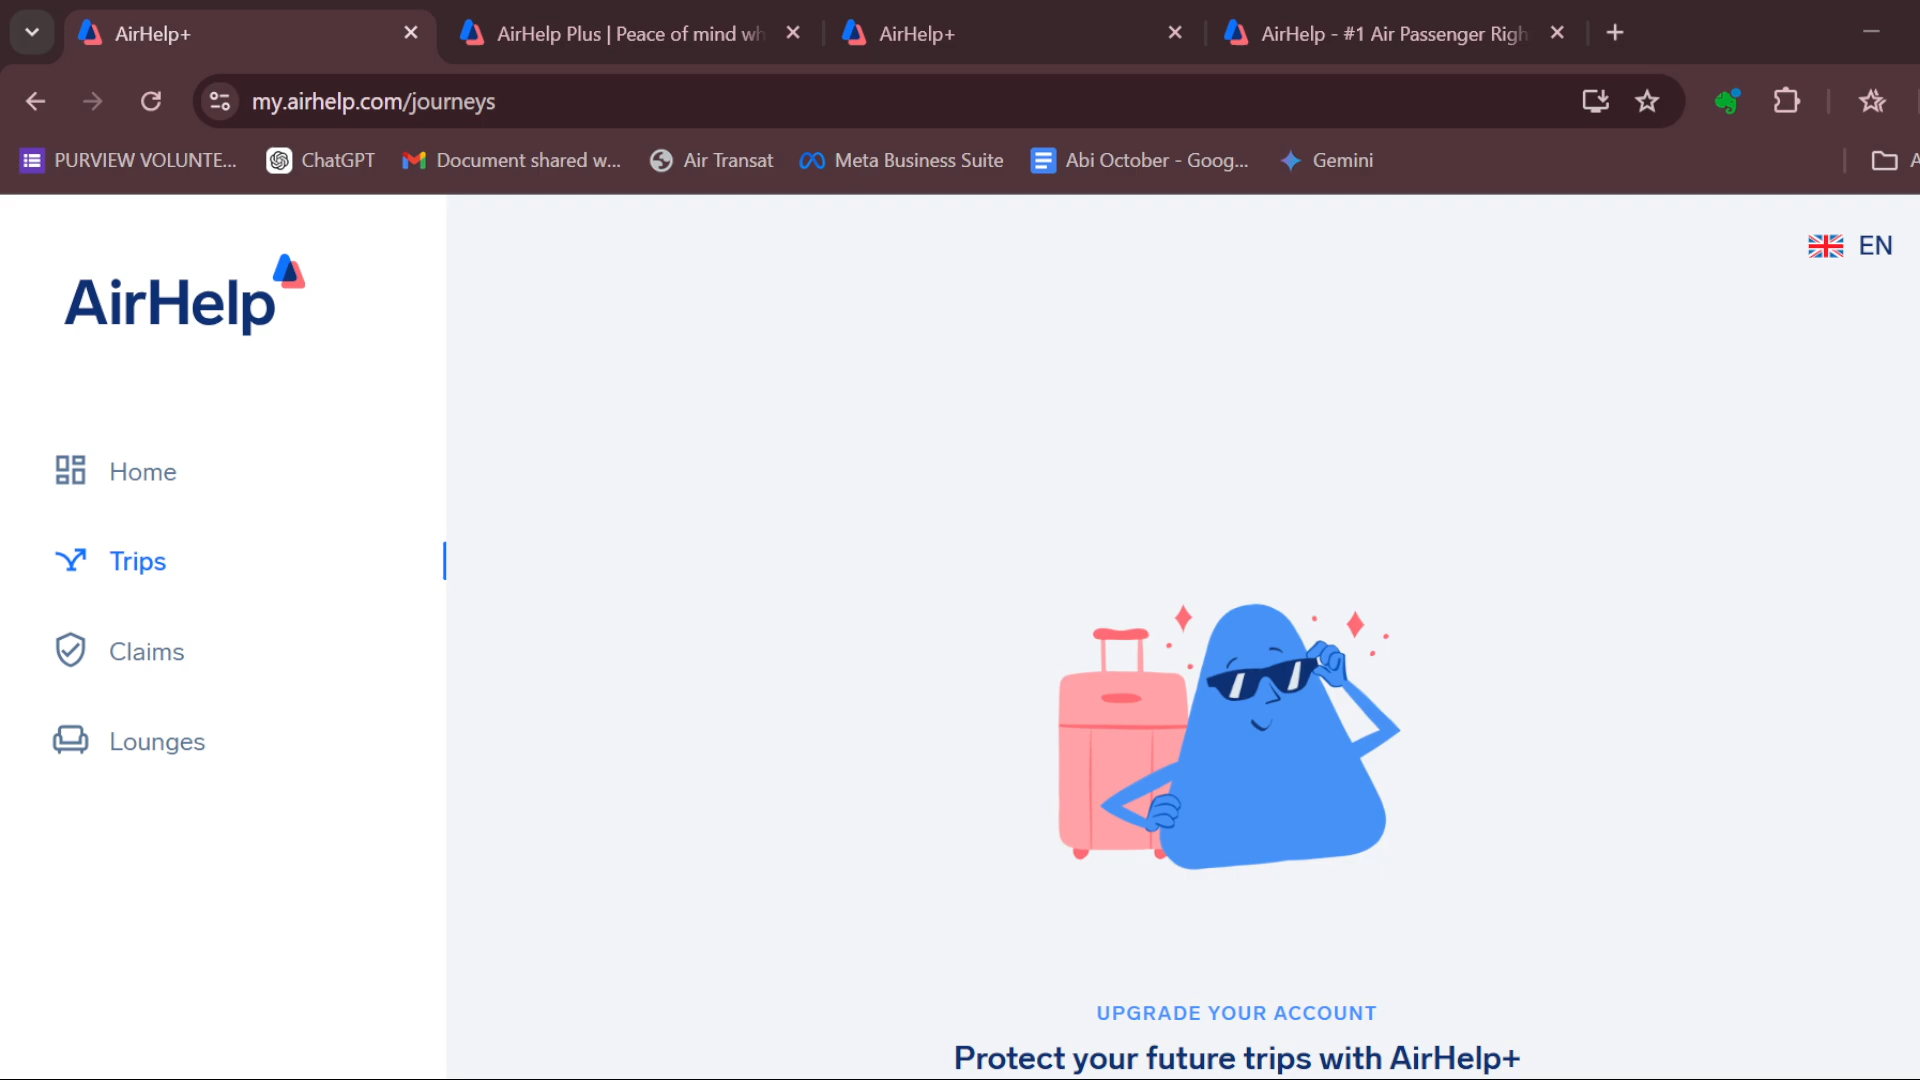 AirHelp+
AirHelp Plus | Peace of mind wh
AirHelp+
AirHelp - #1 Air Passenger Righ
my.airhelp.com/journeys
PURVIEW VOLUNTE...
ChatGPT
Document shared w...
Air Transat
Meta Business Suite
Abi October - Goog...
Gemini
A
AirHelp
EN
Home
Trips
Claims
Lounges
UPGRADE YOUR ACCOUNT
Protect your future trips with AirHelp+